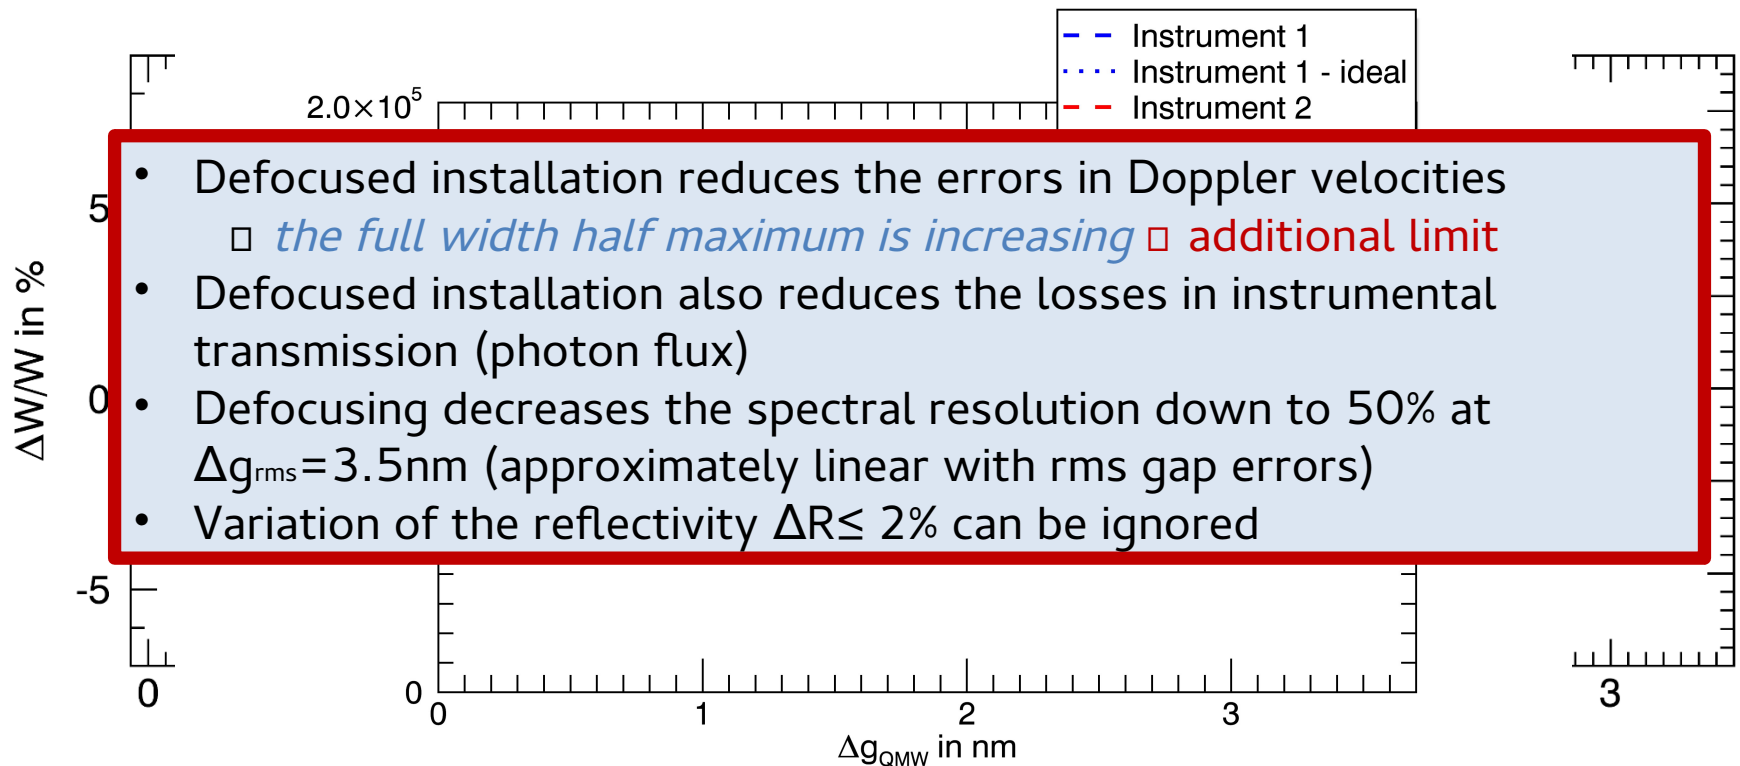 Instrument 1
Instrument 1 - ideal
Instrument 2
2.0×10⁵
• Defocused installation reduces the errors in Doppler velocities
□ the full width half maximum is increasing □ additional limit
• Defocused installation also reduces the losses in instrumental
transmission (photon flux)
• Defocusing decreases the spectral resolution down to 50% at
Δgrms=3.5nm (approximately linear with rms gap errors)
• Variation of the reflectivity ΔR≤ 2% can be ignored
ΔW/W in %
5
0
-5
0
3
0
0
1
2
3
ΔgQMW in nm